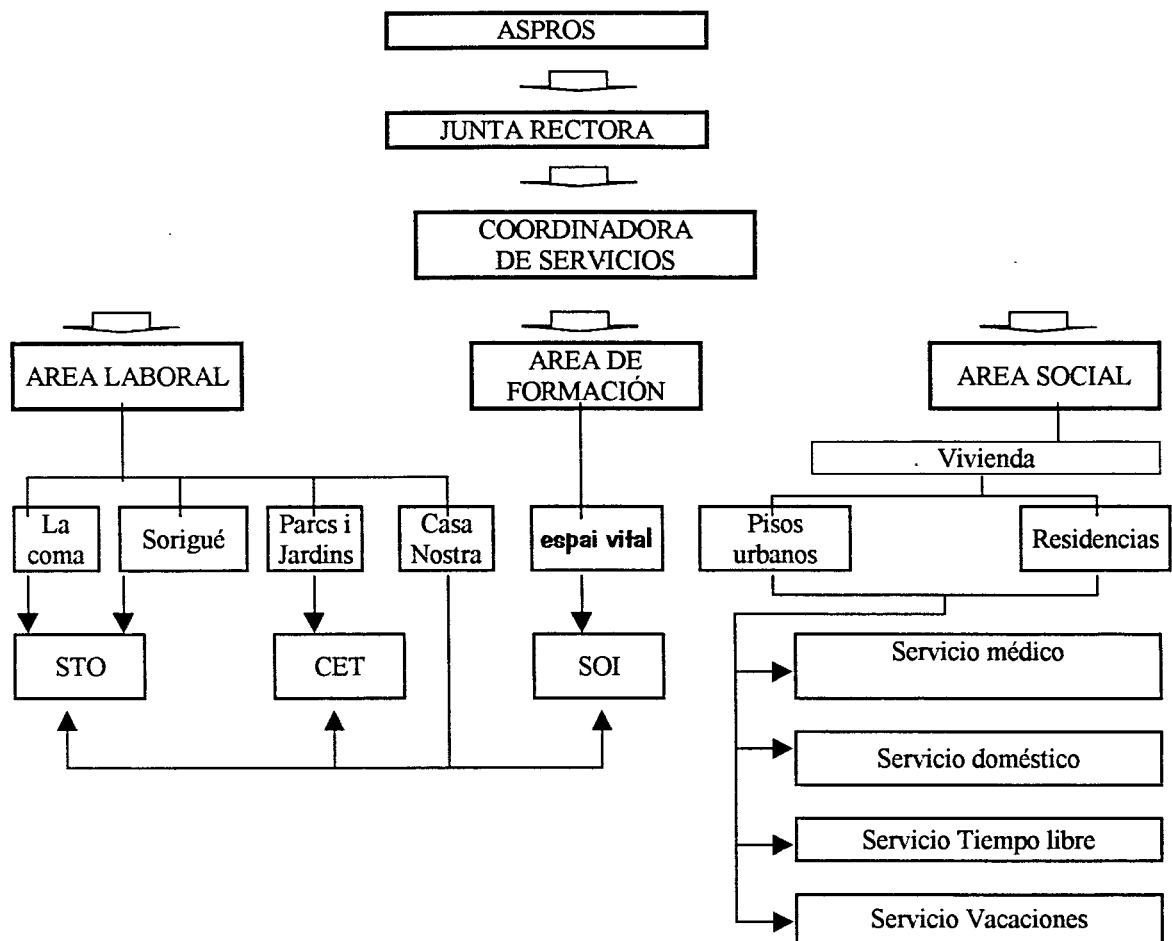 ASPROS
JUNTA RECTORA
COORDINADORA
DE SERVICIOS
AREA LABORAL
AREA DE
FORMACIÓN
AREA SOCIAL
Vivienda
La
coma
Sorigué
Parcs i
Jardins
Casa
Nostra
espai vital
Pisos
urbanos
Residencias
STO
CET
SOI
Servicio médico
Servicio doméstico
Servicio Tiempo libre
Servicio Vacaciones